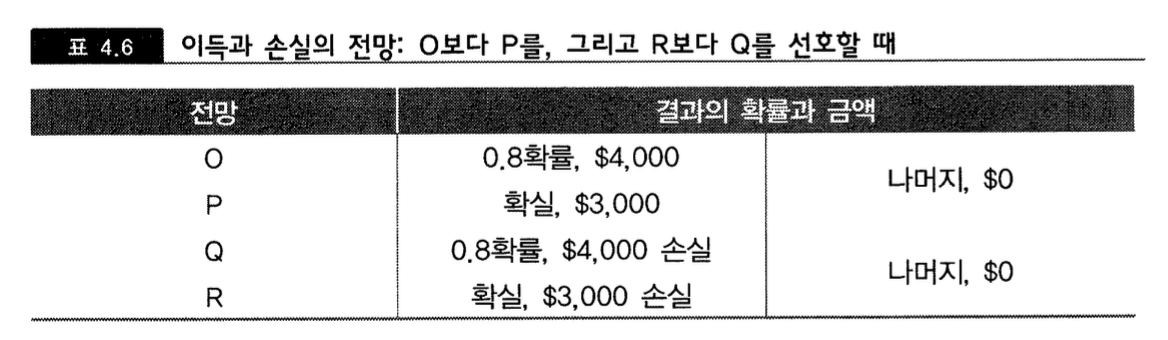 표 4.6 이득과 손실의 전망: O보다 P를, 그리고 R보다 Q를 선호할 때
전망 결과의 확률과 금액
O 0.8확률, $4,000 나머지, $0
P 확실, $3,000
Q 0.8확률, $4,000 손실 나머지, $0
R 확실, $3,000 손실